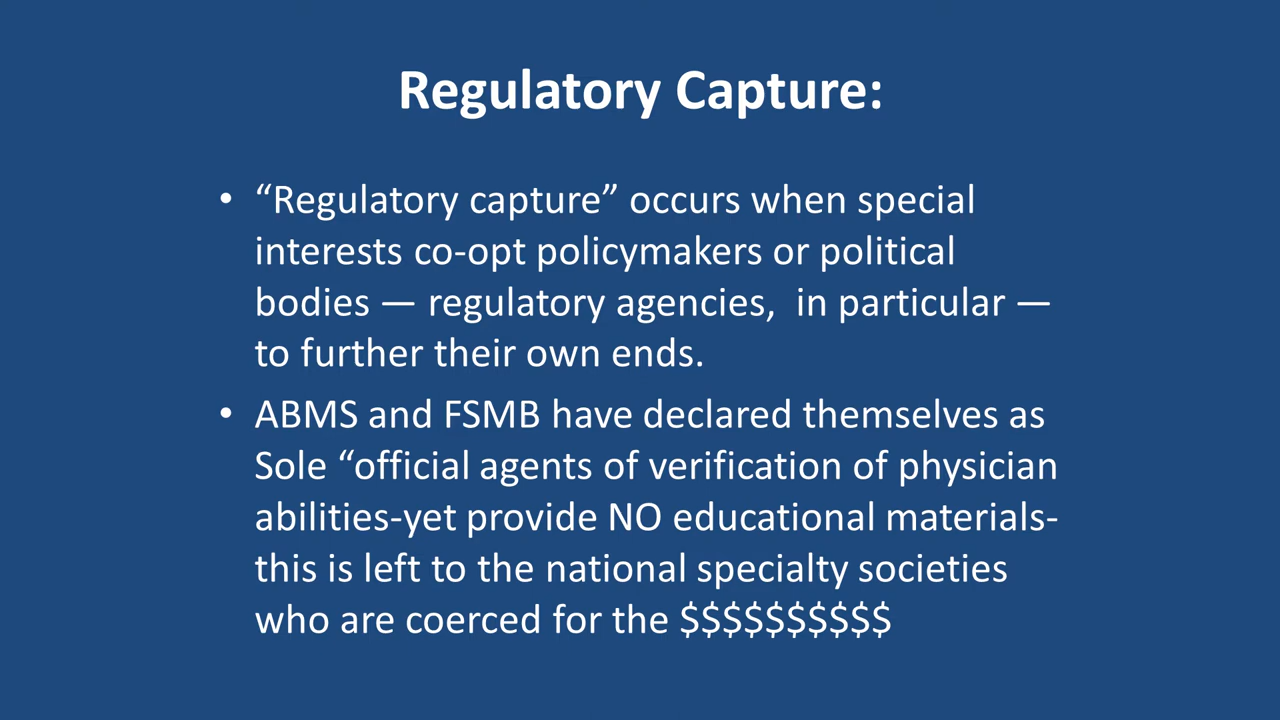 Regulatory Capture:
• “Regulatory capture” occurs when special
interests co-opt policymakers or political
bodies — regulatory agencies,  in particular —
to further their own ends.
• ABMS and FSMB have declared themselves as
Sole “official agents of verification of physician
abilities-yet provide NO educational materials-
this is left to the national specialty societies
who are coerced for the $$$$$$$$$$